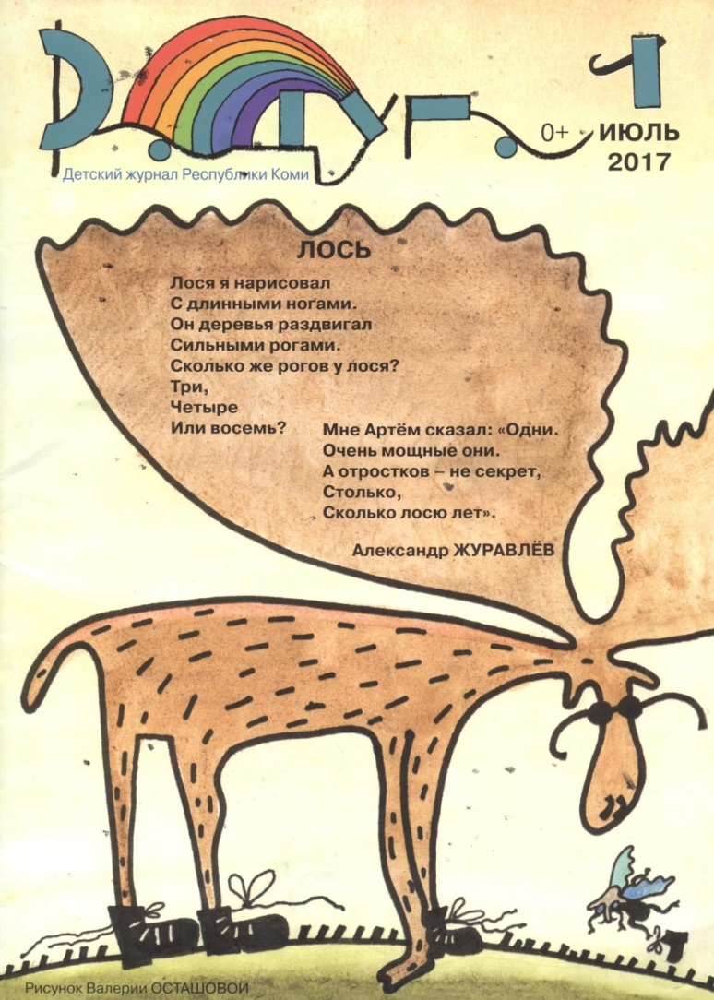 Радуга
1
0+ ИЮЛЬ
2017
Детский журнал Республики Коми
ЛОСЬ
Лося я нарисовал
С длинными ногами.
Он деревья раздвигал
Сильными рогами.
Сколько же рогов у лося?
Три,
Четыре
Или восемь?
Мне Артём сказал: «Одни.
Очень мощные они.
А отростков – не секрет,
Столько,
Сколько лосю лет».
Александр ЖУРАВЛЁВ
Рисунок Валерии ОСТАШОВОЙ